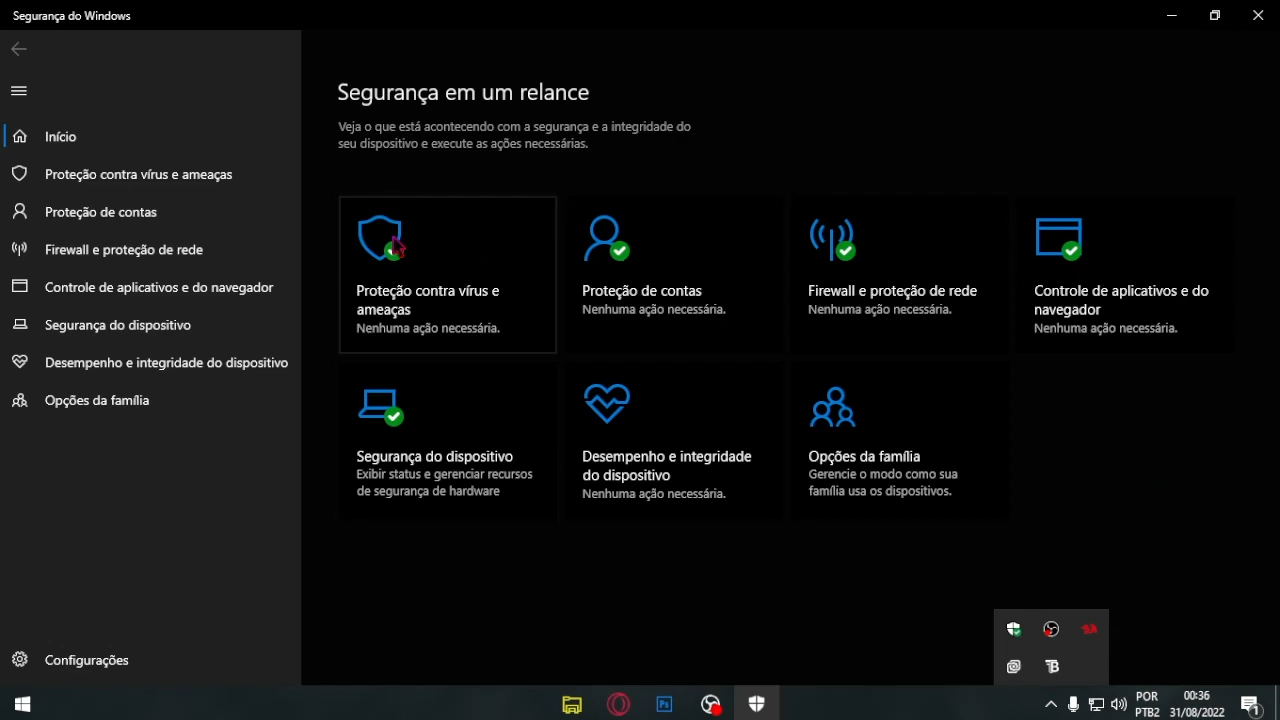 Segurança do Windows
Início
Proteção contra vírus e ameaças
Proteção de contas
Firewall e proteção de rede
Controle de aplicativos e do navegador
Segurança do dispositivo
Desempenho e integridade do dispositivo
Opções da família
Configurações
Segurança em um relance
Veja o que está acontecendo com a segurança e a integridade do
seu dispositivo e execute as ações necessárias.
Proteção contra vírus e
ameaças
Nenhuma ação necessária.
Proteção de contas
Nenhuma ação necessária.
Firewall e proteção de rede
Nenhuma ação necessária.
Controle de aplicativos e do
navegador
Nenhuma ação necessária.
Segurança do dispositivo
Exibir status e gerenciar recursos
de segurança de hardware
Desempenho e integridade
do dispositivo
Nenhuma ação necessária.
Opções da família
Gerencie o modo como sua
família usa os dispositivos.
Ps
POR
PTB2
00:36
31/08/2022
1